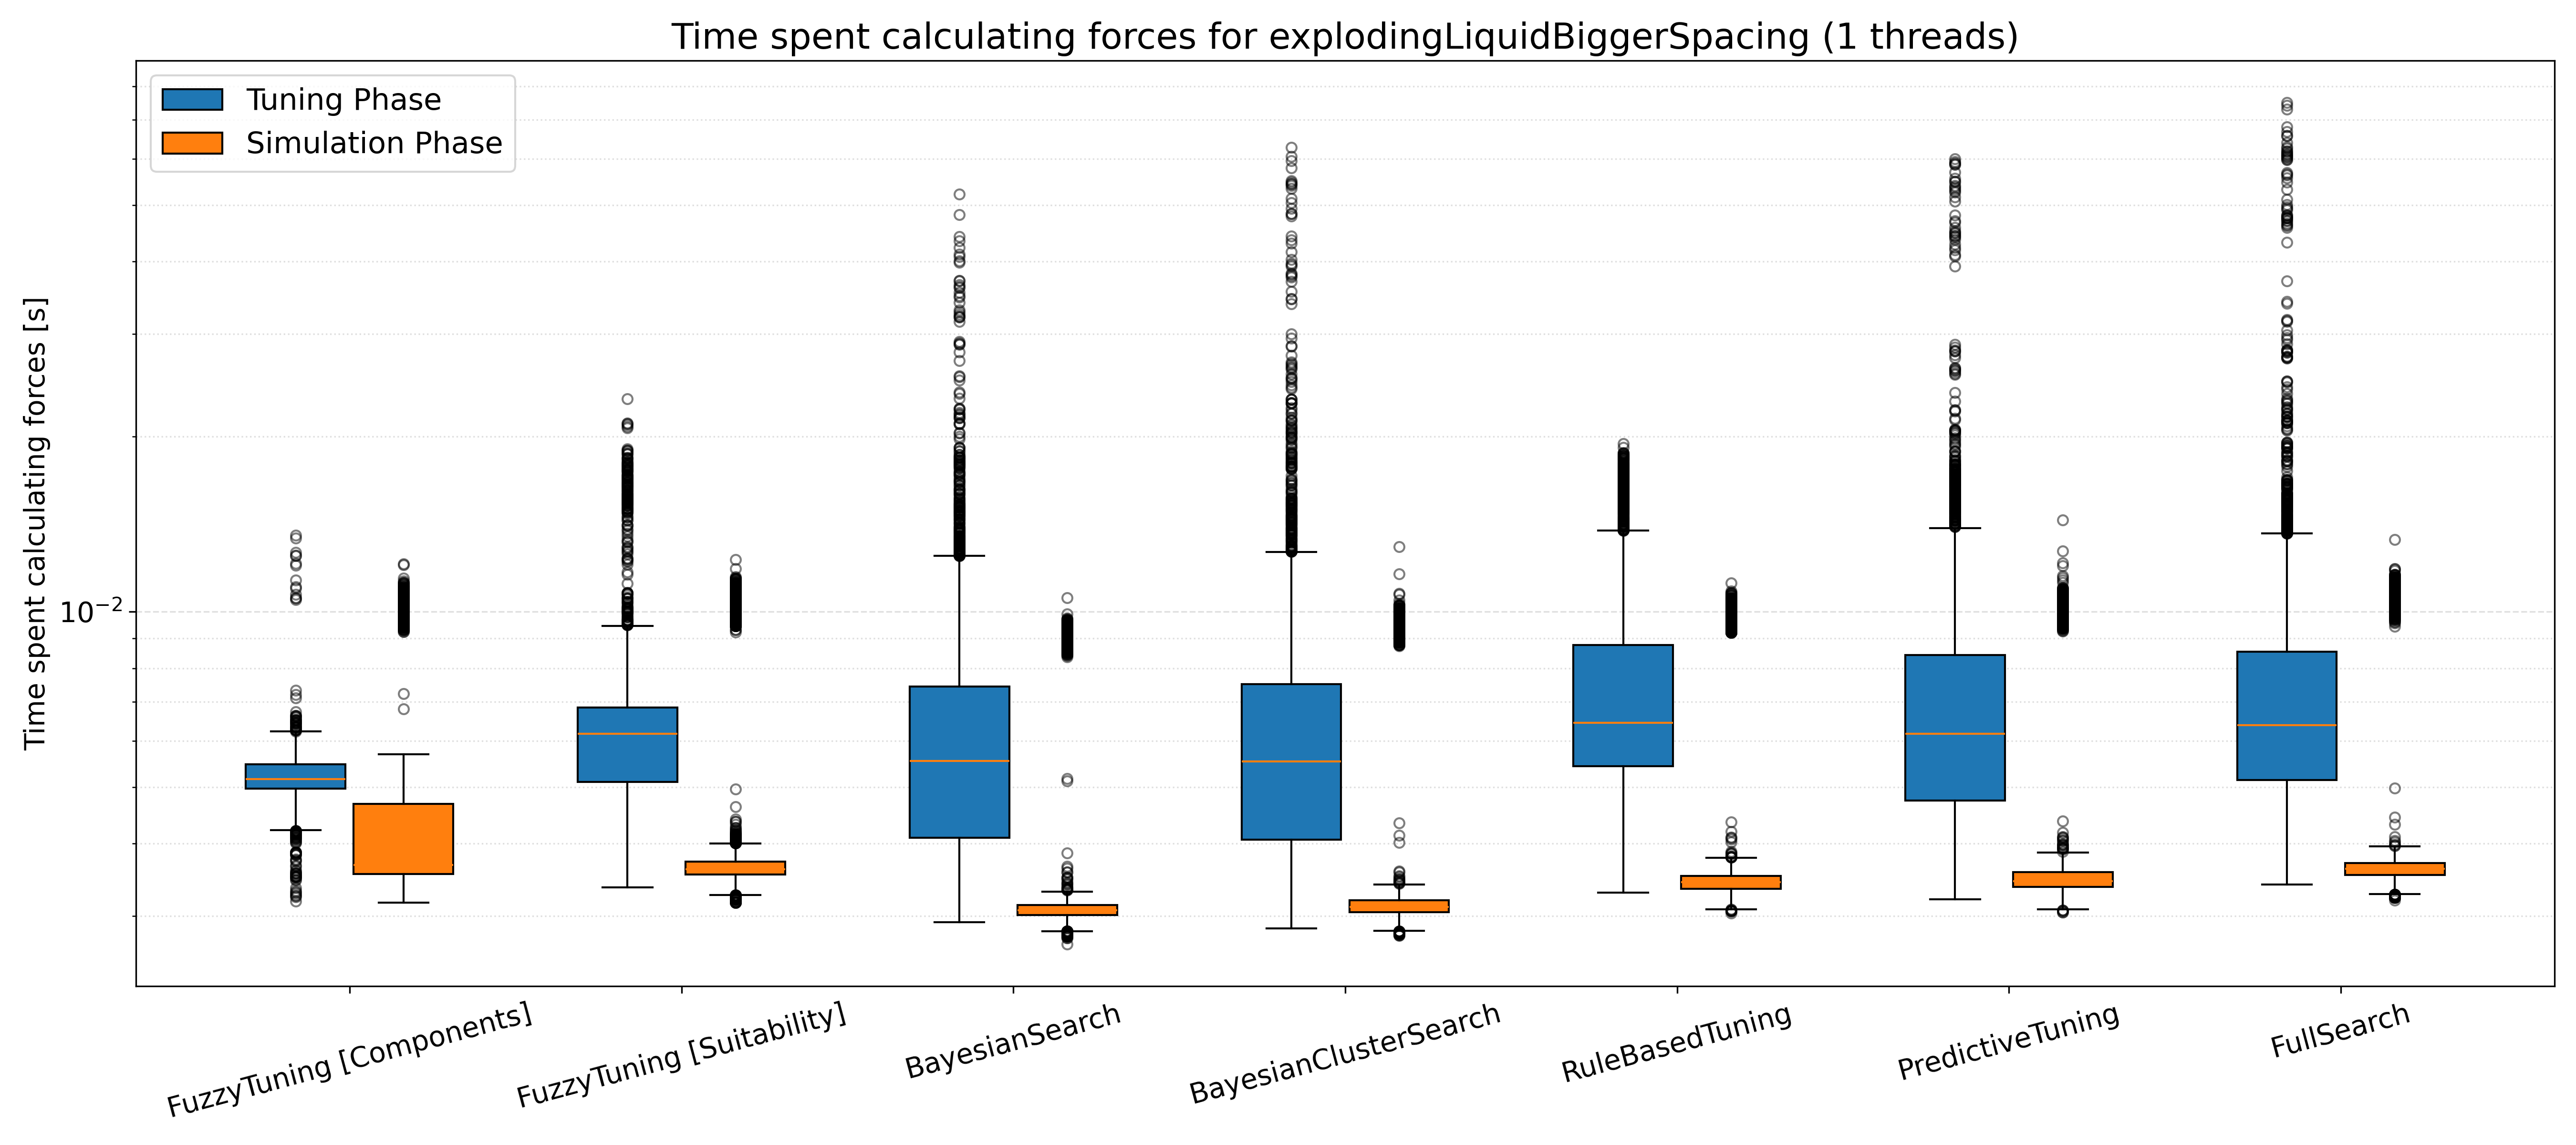 Time spent calculating forces for explodingLiquidBiggerSpacing (1 threads)
Tuning Phase
Simulation Phase
Time spent calculating forces [s]
10⁻²
FuzzyTuning [Components]
FuzzyTuning [Suitability]
BayesianSearch
BayesianClusterSearch
RuleBasedTuning
PredictiveTuning
FullSearch